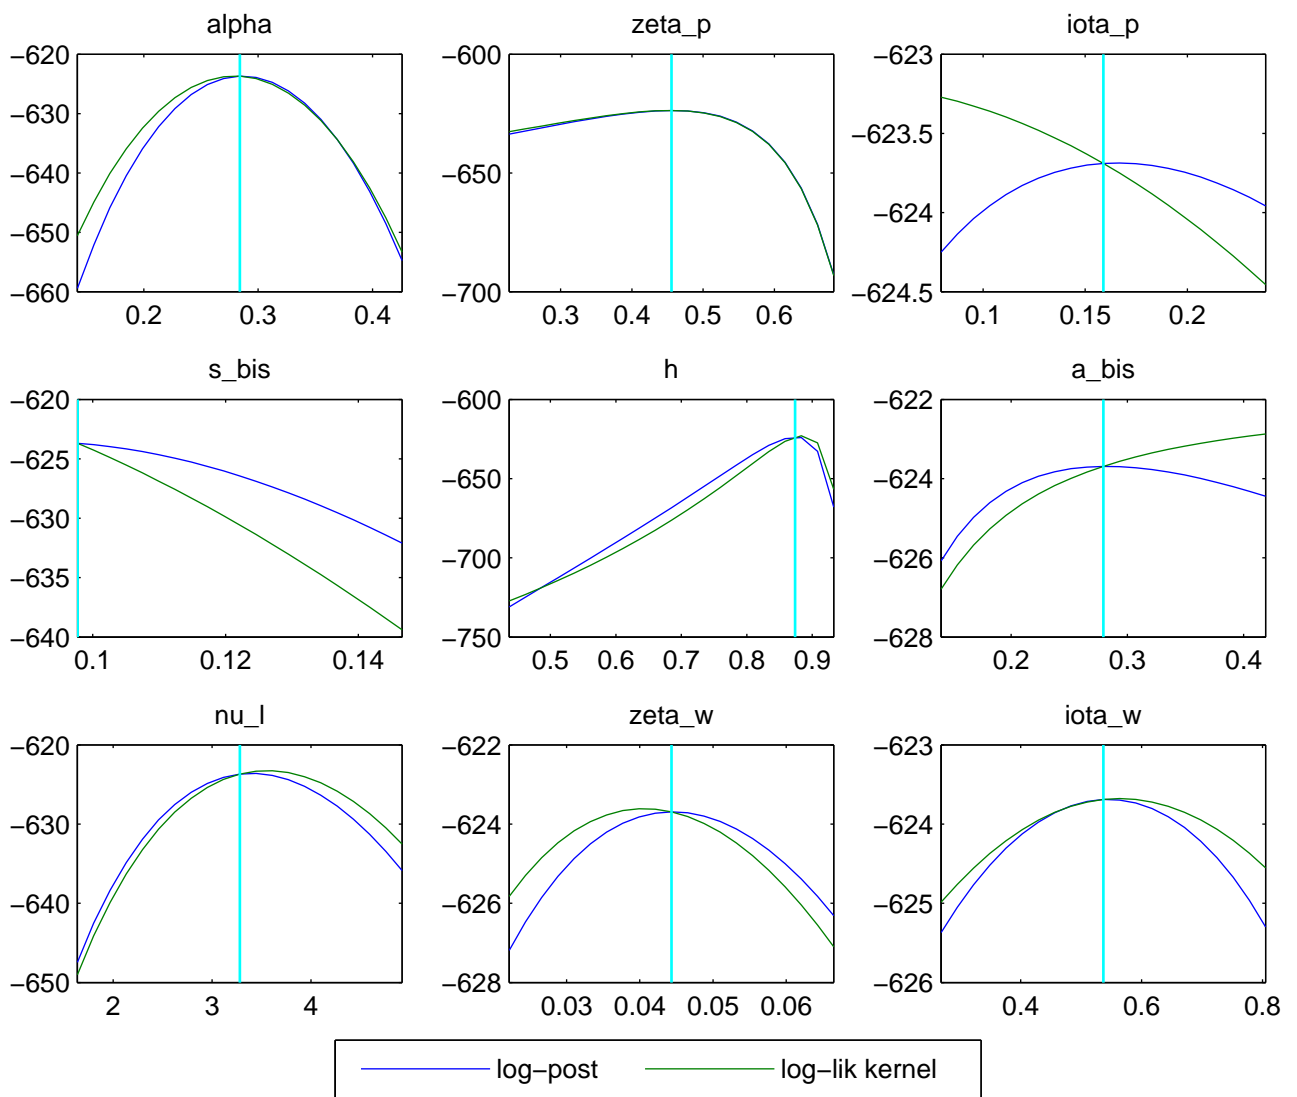 alpha
−620
−630
−640
−650
−660
0.2 0.3 0.4
zeta_p
−600
−650
−700
0.3 0.4 0.5 0.6
iota_p
−623
−623.5
−624
−624.5
0.1 0.15 0.2
s_bis
−620
−625
−630
−635
−640
0.1 0.12 0.14
h
−600
−650
−700
−750
0.5 0.6 0.7 0.8 0.9
a_bis
−622
−624
−626
−628
0.2 0.3 0.4
nu_l
−620
−630
−640
−650
2 3 4
zeta_w
−622
−624
−626
−628
0.03 0.04 0.05 0.06
iota_w
−623
−624
−625
−626
0.4 0.6 0.8
log−post log−lik kernel